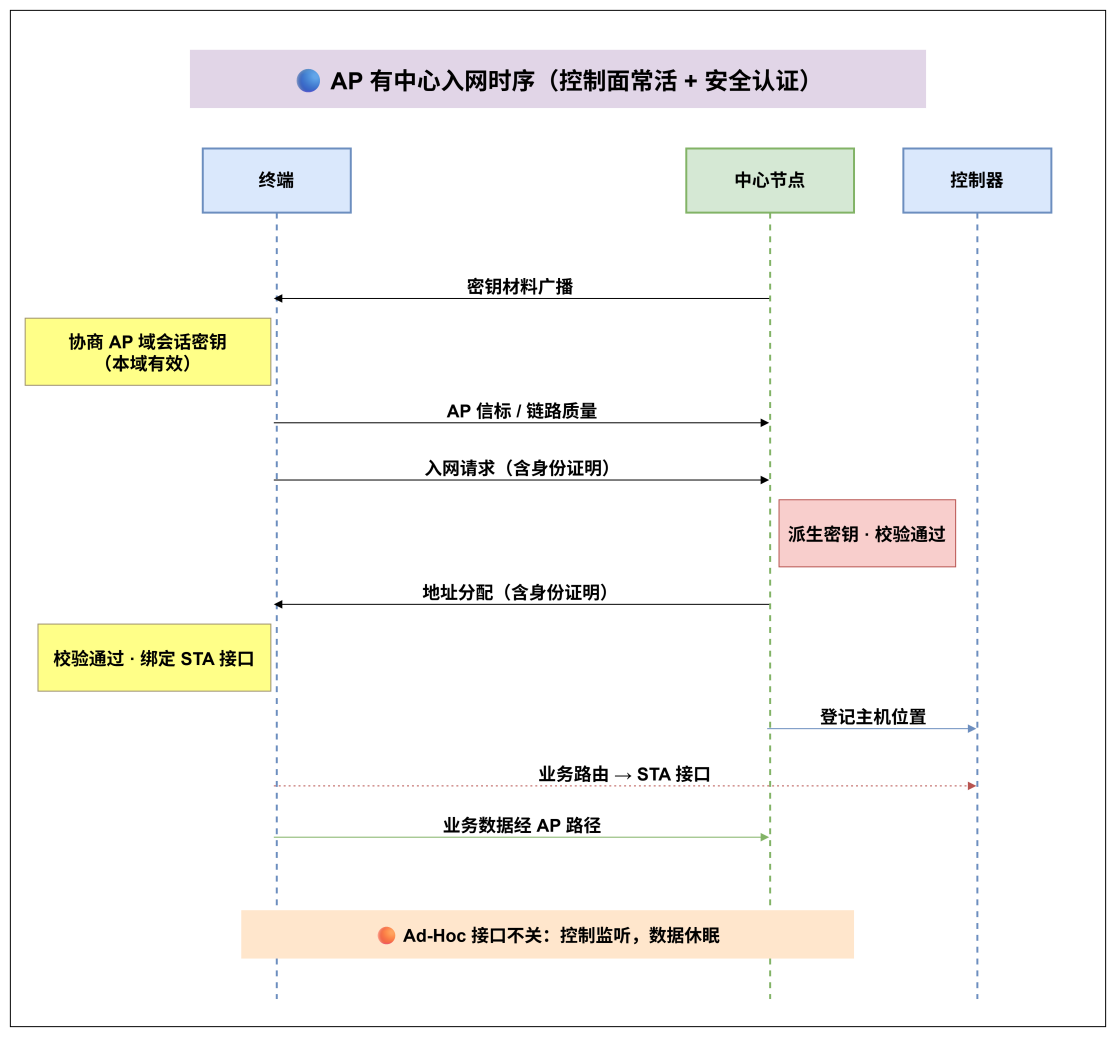 AP 有中心入网时序（控制面常活 + 安全认证）
终端
中心节点
控制器
密钥材料广播
协商 AP 域会话密钥
（本域有效）
AP 信标 / 链路质量
入网请求（含身份证明）
派生密钥 · 校验通过
地址分配（含身份证明）
校验通过 · 绑定 STA 接口
登记主机位置
业务路由 → STA 接口
业务数据经 AP 路径
Ad-Hoc 接口不关：控制监听，数据休眠